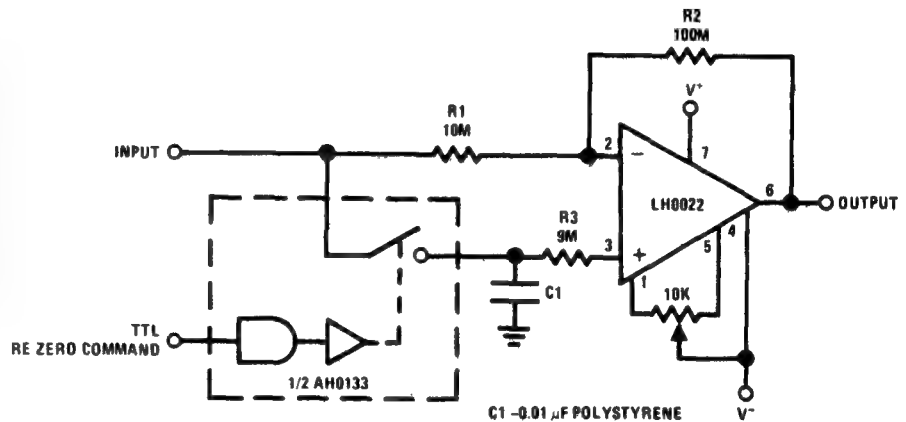 R2
100M
V+
R1
10M
INPUT
2
7
−
LH0022
6
OUTPUT
R3
9M
3
+
5
4
1
10K
C1
TTL
RE ZERO COMMAND
1/2 AH0133
C1 –0.01 µF POLYSTYRENE
V−